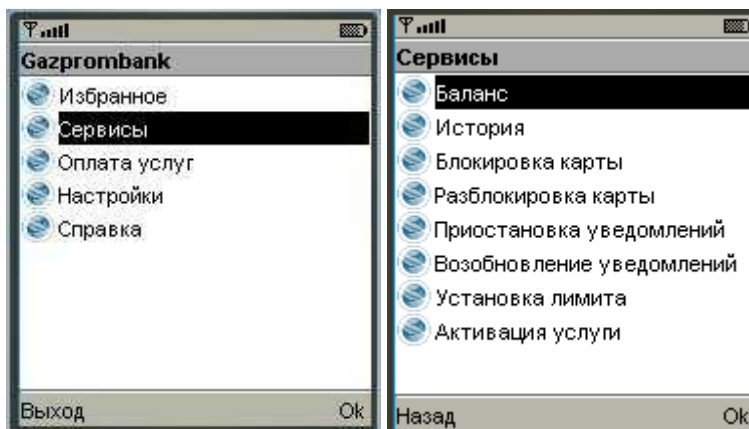 Gazprombank
Избранное
Сервисы
Оплата услуг
Настройки
Справка
Выход Ok
Сервисы
Баланс
История
Блокировка карты
Разблокировка карты
Приостановка уведомлений
Возобновление уведомлений
Установка лимита
Активация услуги
Назад Ok